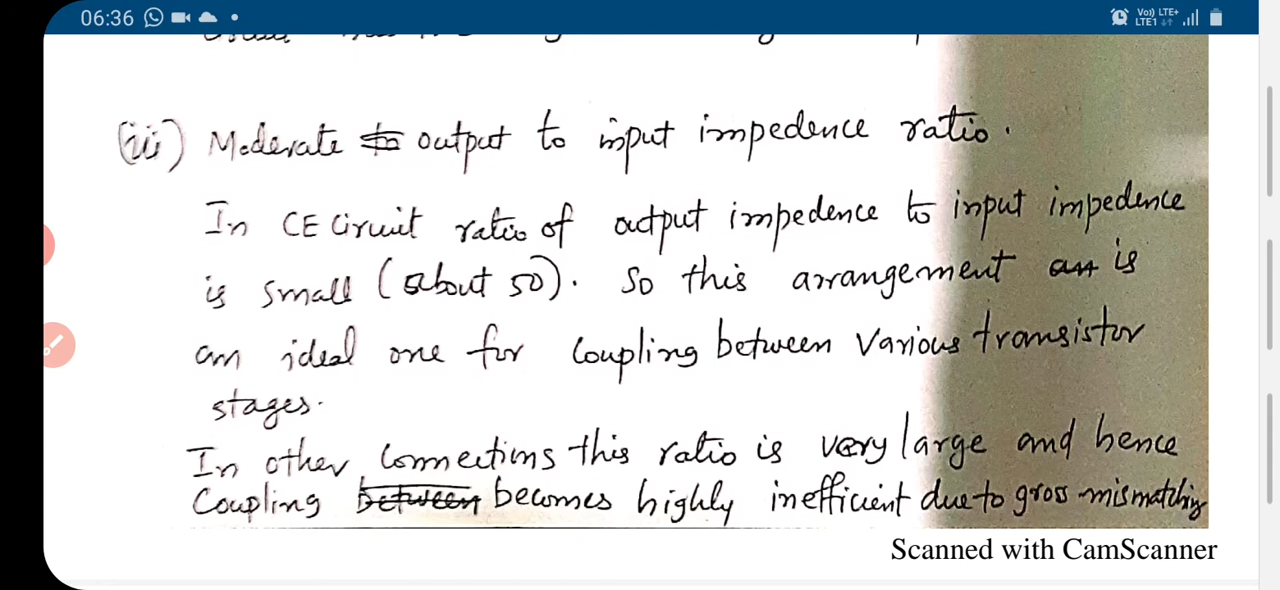 06:36
Vo)) LTE+
LTE1
(iii) Moderate to output to input impedence ratio.
In CE Circuit ratio of output impedence to input impedence
is small (about 50). So this arrangement an is
an ideal one for Coupling between Various transistor
stages.
In other Connections this ratio is very large and hence
Coupling between becomes highly inefficient due to gross mismatching
Scanned with CamScanner